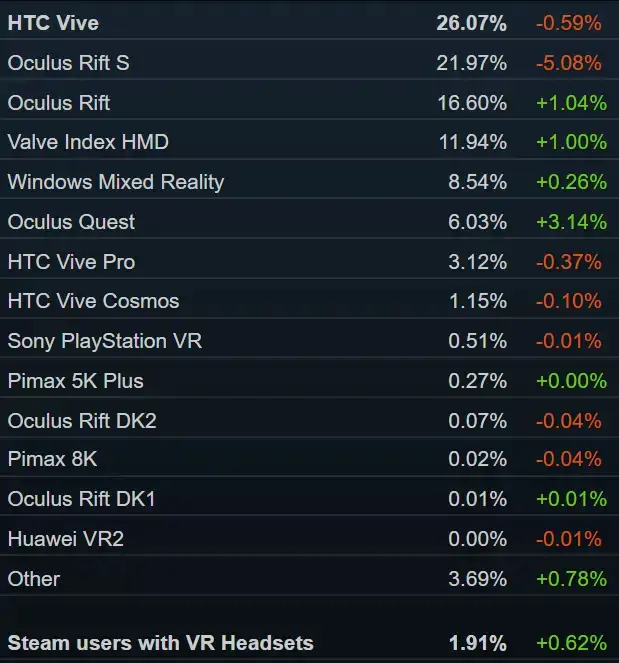 HTC Vive 26.07% -0.59%
Oculus Rift S 21.97% -5.08%
Oculus Rift 16.60% +1.04%
Valve Index HMD 11.94% +1.00%
Windows Mixed Reality 8.54% +0.26%
Oculus Quest 6.03% +3.14%
HTC Vive Pro 3.12% -0.37%
HTC Vive Cosmos 1.15% -0.10%
Sony PlayStation VR 0.51% -0.01%
Pimax 5K Plus 0.27% +0.00%
Oculus Rift DK2 0.07% -0.04%
Pimax 8K 0.02% -0.04%
Oculus Rift DK1 0.01% +0.01%
Huawei VR2 0.00% -0.01%
Other 3.69% +0.78%
Steam users with VR Headsets 1.91% +0.62%